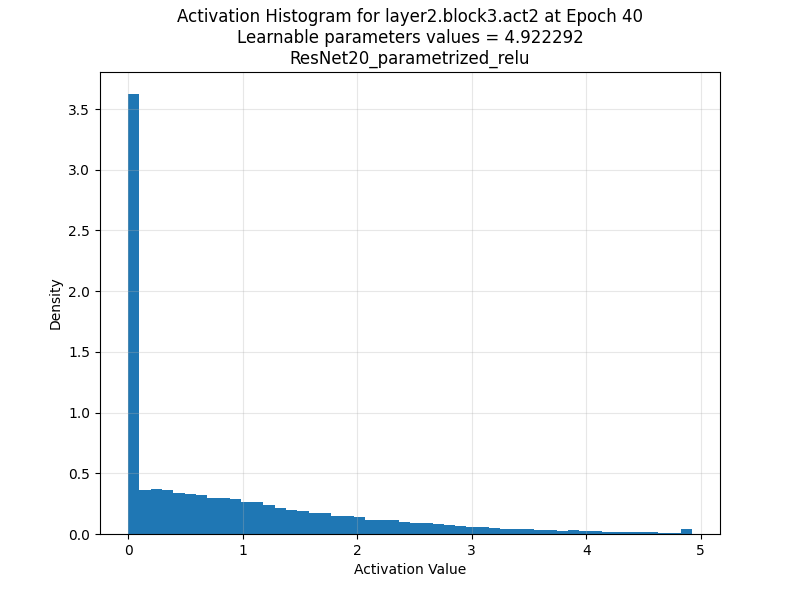 Activation Histogram for layer2.block3.act2 at Epoch 40
Learnable parameters values = 4.922292
ResNet20_parametrized_relu
3.5
3.0
2.5
2.0
1.5
1.0
0.5
0.0
Density
0 1 2 3 4 5
Activation Value